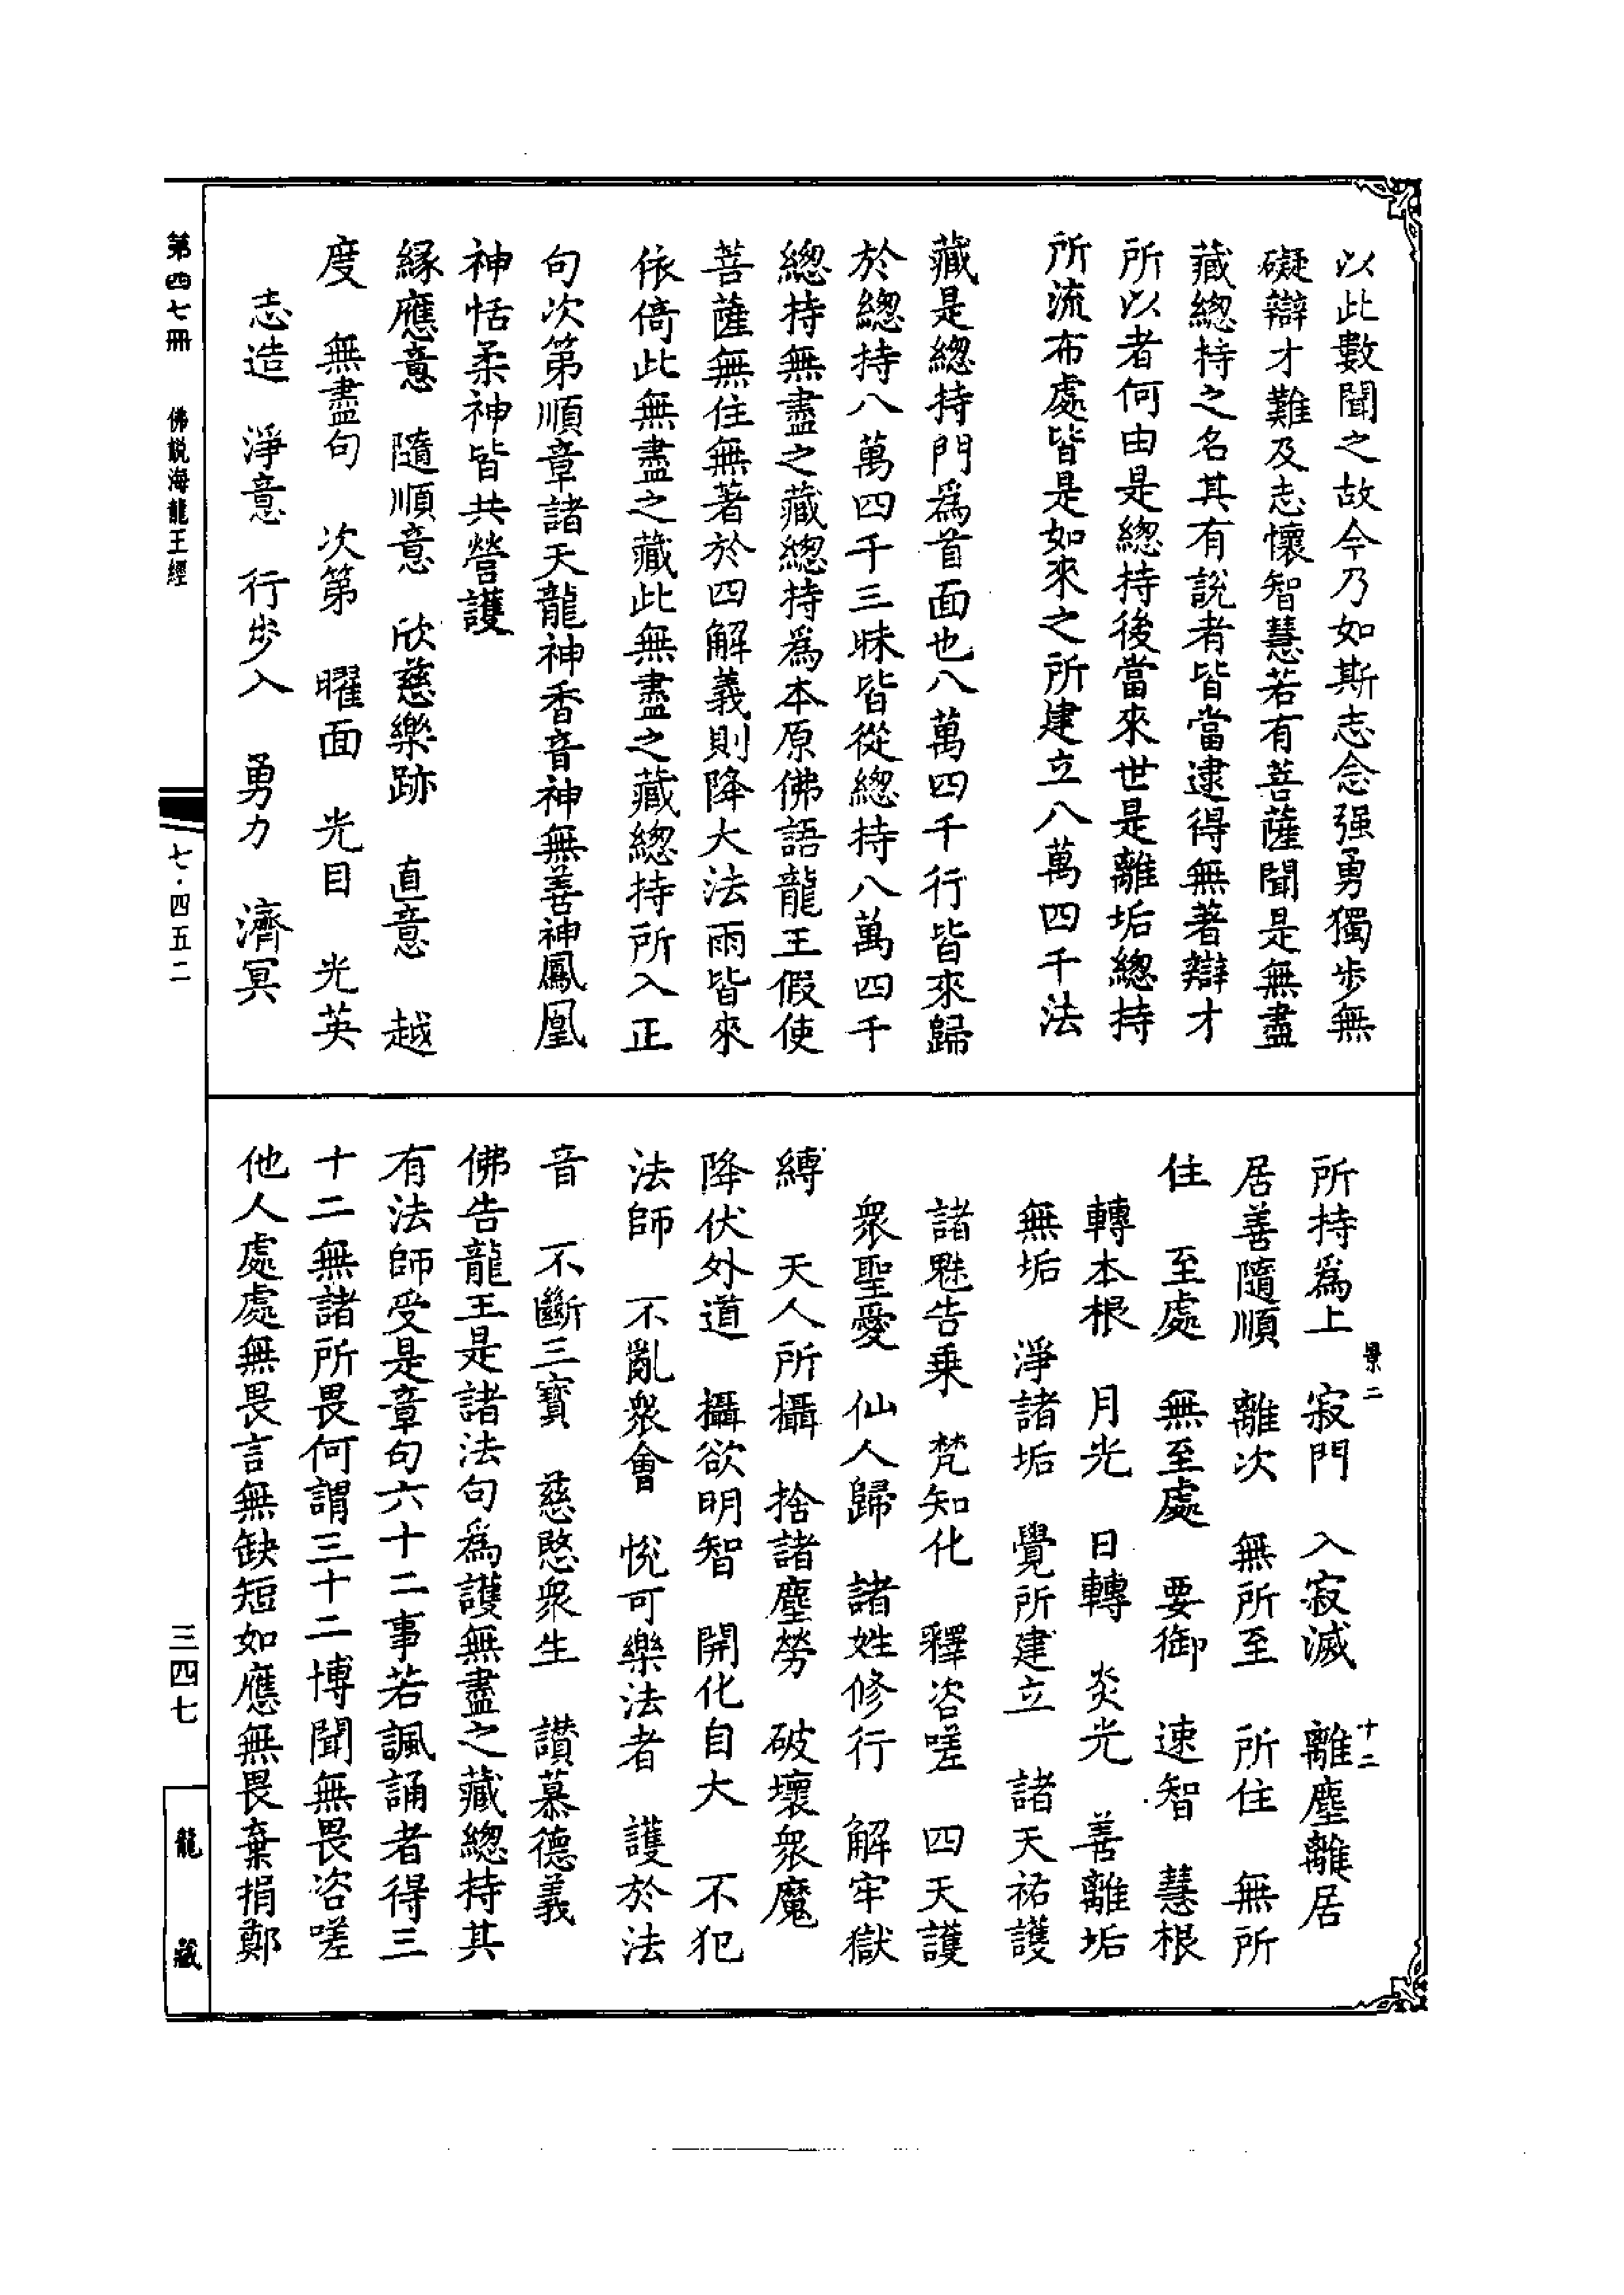 以此數聞之故今乃如斯志念强勇獨步無
礙辯才難及志懷智慧若有菩薩聞是無盡
藏緫持之名其有說者皆當逮得無著辯才
所以者何由是緫持後當來世是離垢緫持
所流布處皆是如來之所建立八萬四千法
藏是緫持門爲首面也八萬四千行皆來歸
於緫持八萬四千三昧皆從緫持八萬四千
緫持無盡之藏緫持爲本原佛語龍王假使
菩薩無住無著於四解義則降大法雨皆來
依倚此無盡之藏此無盡之藏緫持所入正
句次第順章諸天龍神香音神無善神鳳凰
神恬柔神皆共營護
縁應意　隨順意　欣慈樂跡　直意　越
度　無盡句　次第　曜面　光目　光英
志造　淨意　行步入　勇力　濟冥
所持爲上　寂門　入寂滅　離塵離居
居善隨順　離次　無所至　所住　無所
住　至處　無至處　要御　速智　慧根
轉本根　月光　日轉　炎光　善離垢
無垢　淨諸垢　覺所建立　諸天祐護
諸魅告乗　梵知化　釋咨嗟　四天護
衆聖愛　仙人歸　諸姓修行　解牢獄
縛　天人所攝　捨諸塵勞　破壞衆魔
降伏外道　攝欲明智　開化自大　不犯
法師　不亂衆會　悅可樂法者　護於法
音　不斷三寳　慈愍衆生　讃慕德義
佛告龍王是諸法句爲護無盡之藏緫持其
有法師受是章句六十二事若諷誦者得三
十二無諸所畏何謂三十二博聞無畏咨嗟
他人處處無畏言無缺短如應無畏棄捐鄭
景二
十二
第四七冊　佛説海龍王經
七·四五二
三四七
龍藏